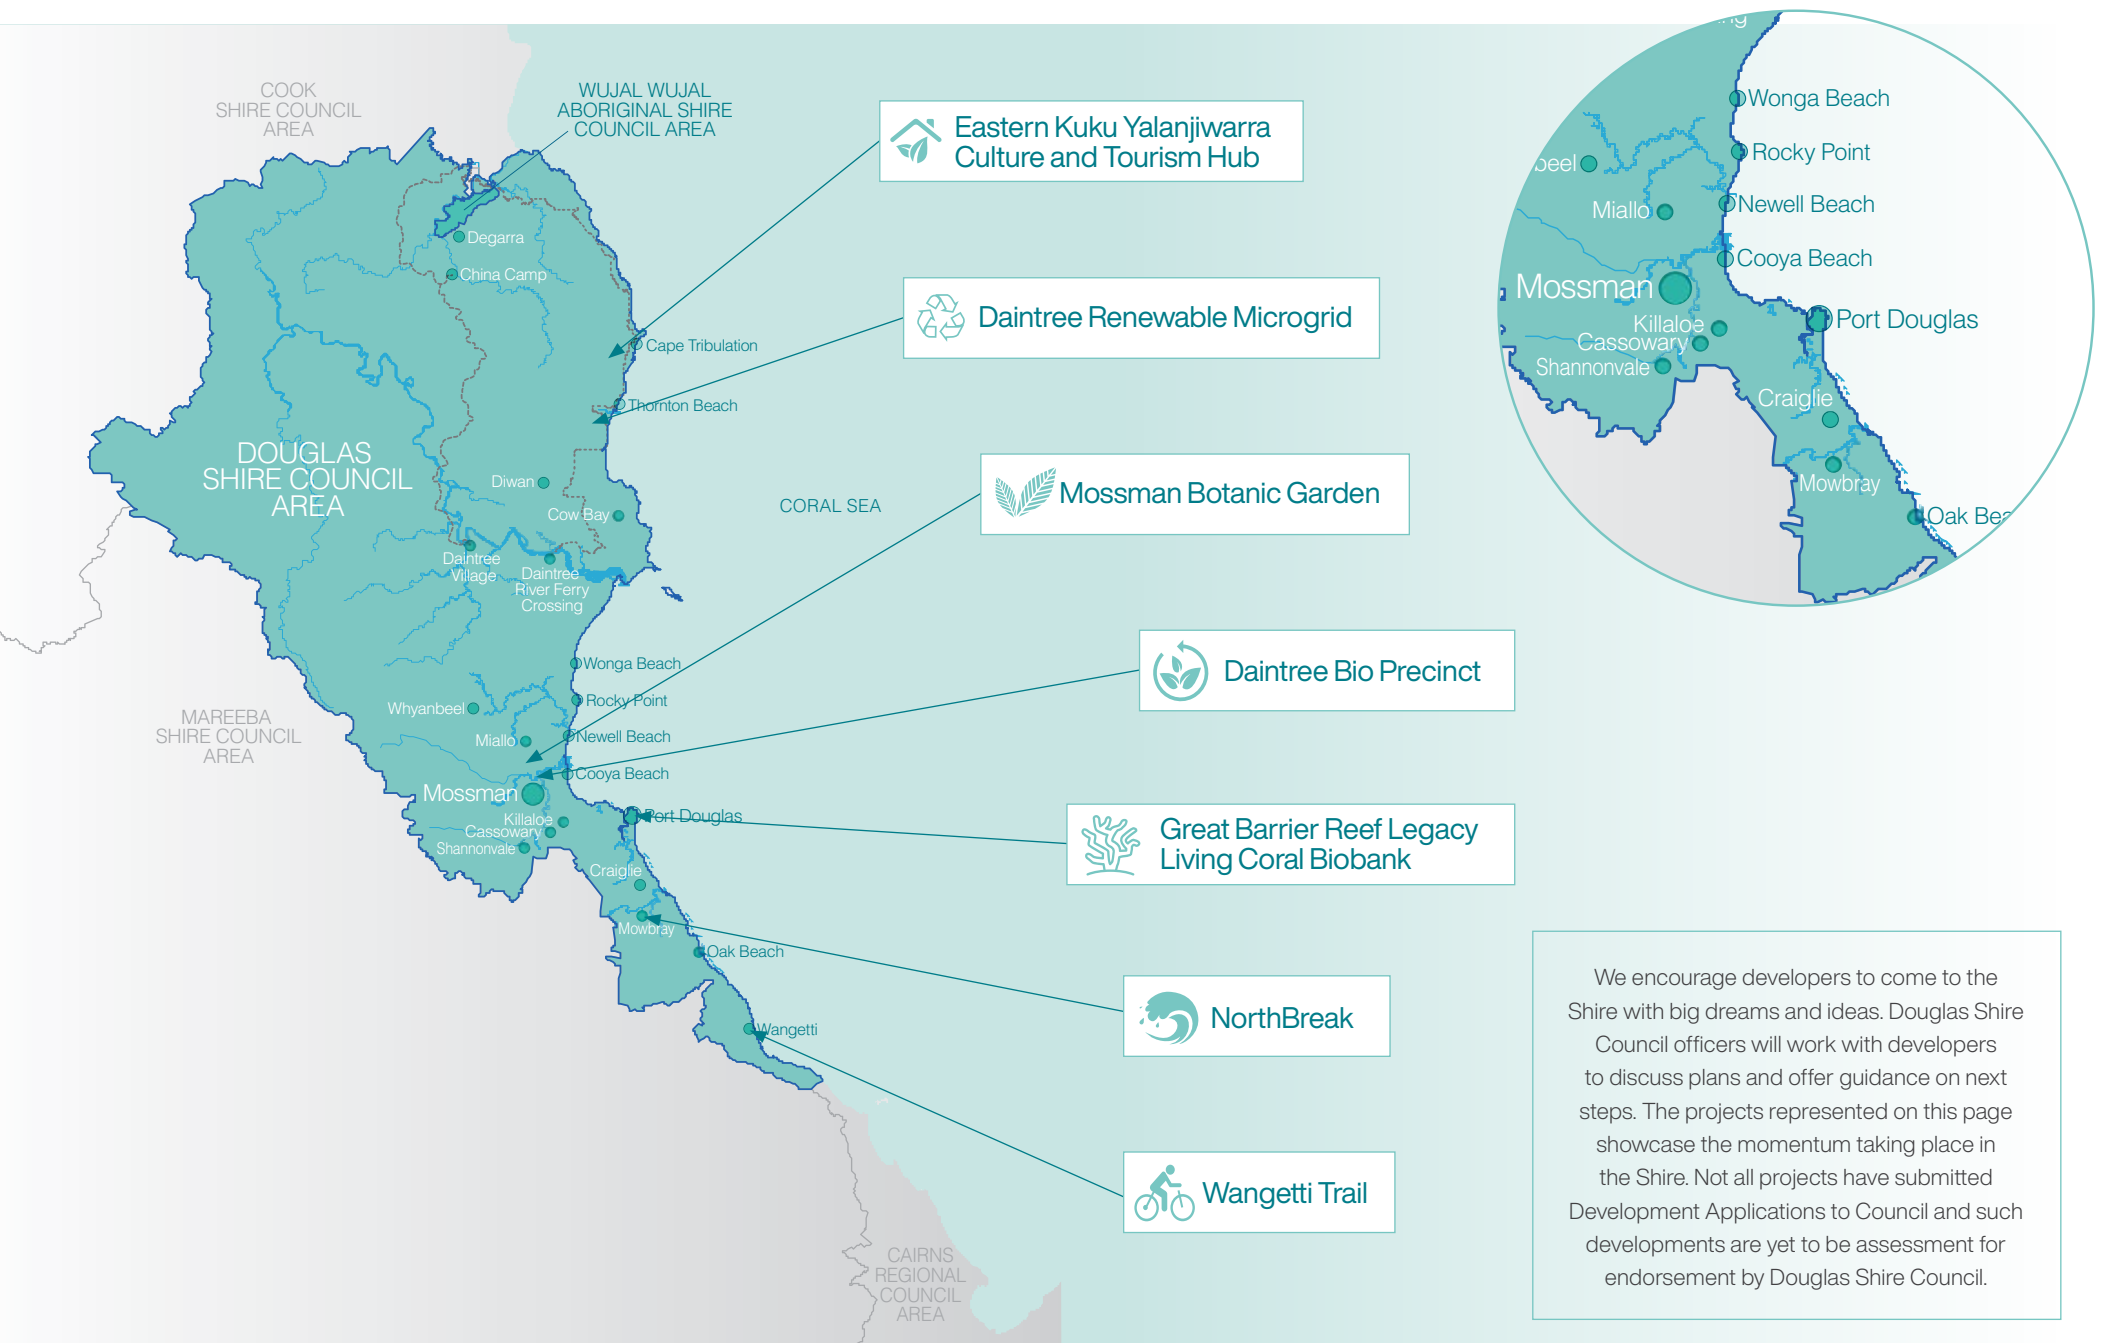 COOK
SHIRE COUNCIL
AREA
WUJAL WUJAL
ABORIGINAL SHIRE
COUNCIL AREA
Degarra
China Camp
Cape Tribulation
Thornton Beach
DOUGLAS
SHIRE COUNCIL
AREA
Diwan
Cow Bay
CORAL SEA
Daintree
Village
Daintree
River Ferry
Crossing
Wonga Beach
Rocky Point
Whyanbeel
Newell Beach
Miallo
Cooya Beach
Mossman
Port Douglas
Killaloe
Cassowary
Shannonvale
Craiglie
Mowbray
Oak Beach
Wangetti
MAREEBA
SHIRE COUNCIL
AREA
CAIRNS
REGIONAL
COUNCIL
AREA
Eastern Kuku Yalanjiwarra
Culture and Tourism Hub
Daintree Renewable Microgrid
Mossman Botanic Garden
Daintree Bio Precinct
Great Barrier Reef Legacy
Living Coral Biobank
NorthBreak
Wangetti Trail
Wonga Beach
Rocky Point
beel
Miallo
Newell Beach
Cooya Beach
Mossman
Port Douglas
Killaloe
Cassowary
Shannonvale
Craiglie
Mowbray
Oak Bea
We encourage developers to come to the
Shire with big dreams and ideas. Douglas Shire
Council officers will work with developers
to discuss plans and offer guidance on next
steps. The projects represented on this page
showcase the momentum taking place in
the Shire. Not all projects have submitted
Development Applications to Council and such
developments are yet to be assessment for
endorsement by Douglas Shire Council.